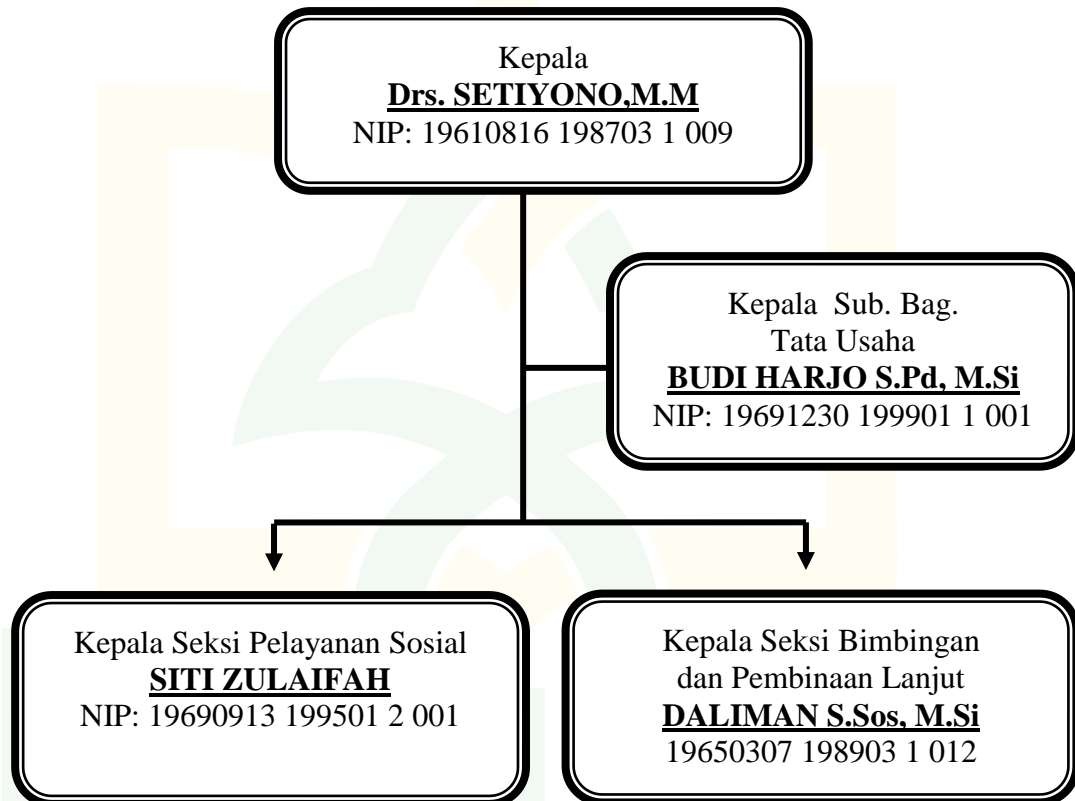 Kepala
Drs. SETIYONO,M.M
NIP: 19610816 198703 1 009
Kepala Sub. Bag.
Tata Usaha
BUDI HARJO S.Pd, M.Si
NIP: 19691230 199901 1 001
Kepala Seksi Pelayanan Sosial
SITI ZULAIFAH
NIP: 19690913 199501 2 001
Kepala Seksi Bimbingan
dan Pembinaan Lanjut
DALIMAN S.Sos, M.Si
19650307 198903 1 012